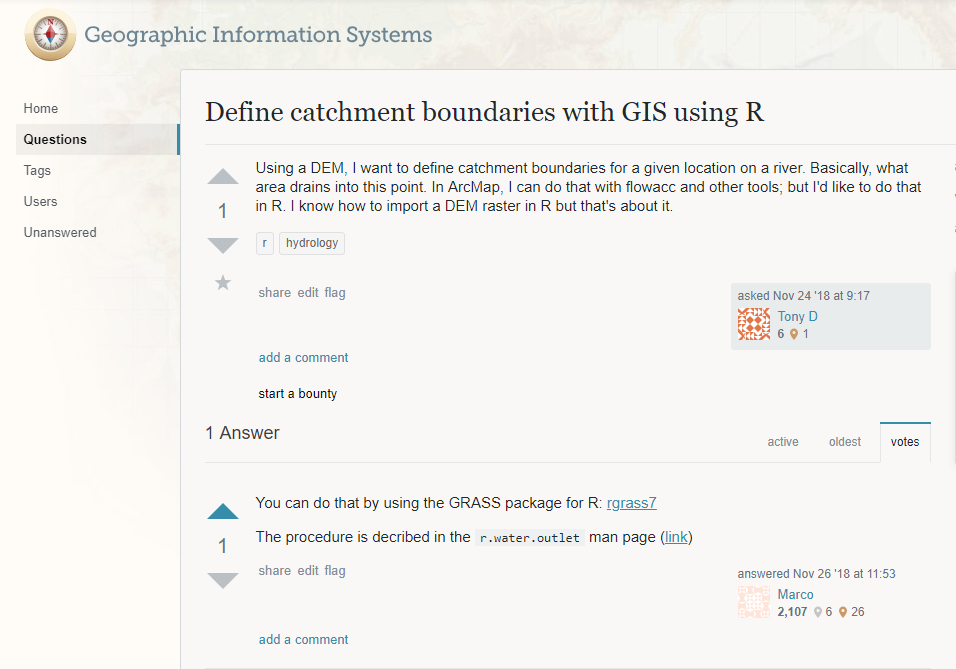 N
Geographic Information Systems
Home
Questions
Tags
Users
Unanswered
Define catchment boundaries with GIS using R
Using a DEM, I want to define catchment boundaries for a given location on a river. Basically, what
area drains into this point. In ArcMap, I can do that with flowacc and other tools; but I'd like to do that
in R. I know how to import a DEM raster in R but that's about it.
1
r hydrology
share edit flag
asked Nov 24 '18 at 9:17
Tony D
6 1
add a comment
start a bounty
1 Answer
active oldest votes
You can do that by using the GRASS package for R: rgrass7
The procedure is decribed in the r.water.outlet man page (link)
1
share edit flag
answered Nov 26 '18 at 11:53
Marco
2,107 6 26
add a comment